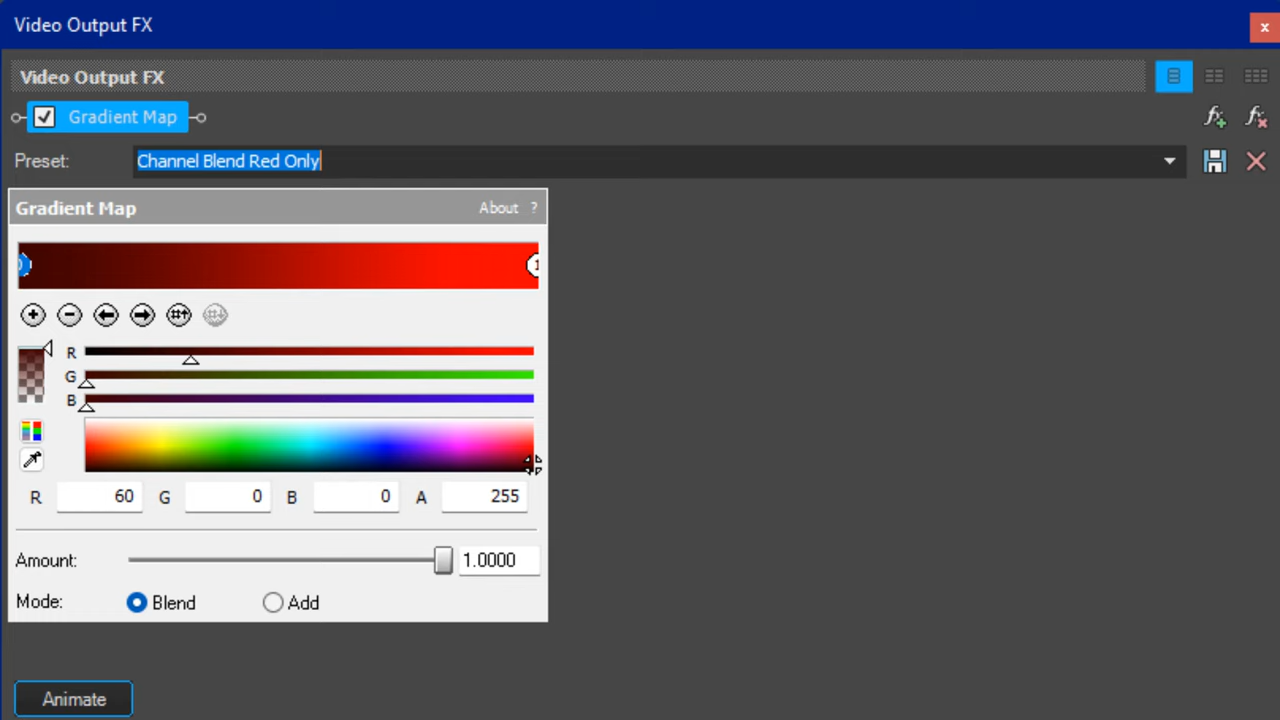 Video Output FX
x
Video Output FX
Gradient Map
Preset: Channel Blend Red Only
Gradient Map About ?
1
R
G
B
R 60 G 0 B 0 A 255
Amount: 1.0000
Mode: Blend Add
Animate